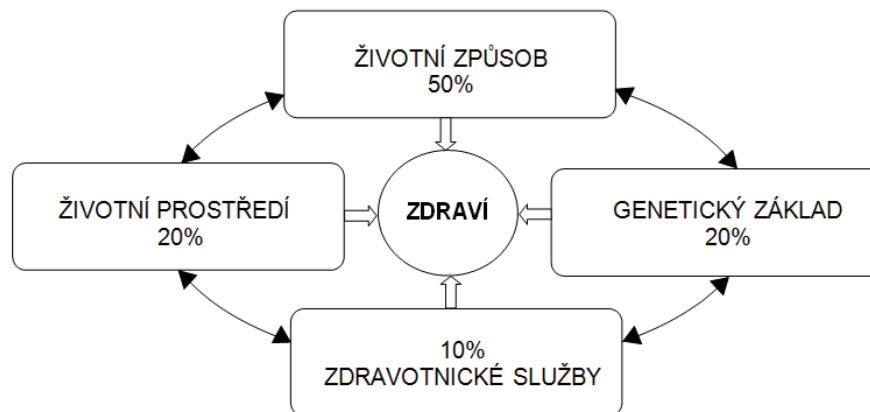 ŽIVOTNÍ ZPŮSOB
50%
ŽIVOTNÍ PROSTŘEDÍ
20%
ZDRAVÍ
GENETICKÝ ZÁKLAD
20%
10%
ZDRAVOTNICKÉ SLUŽBY